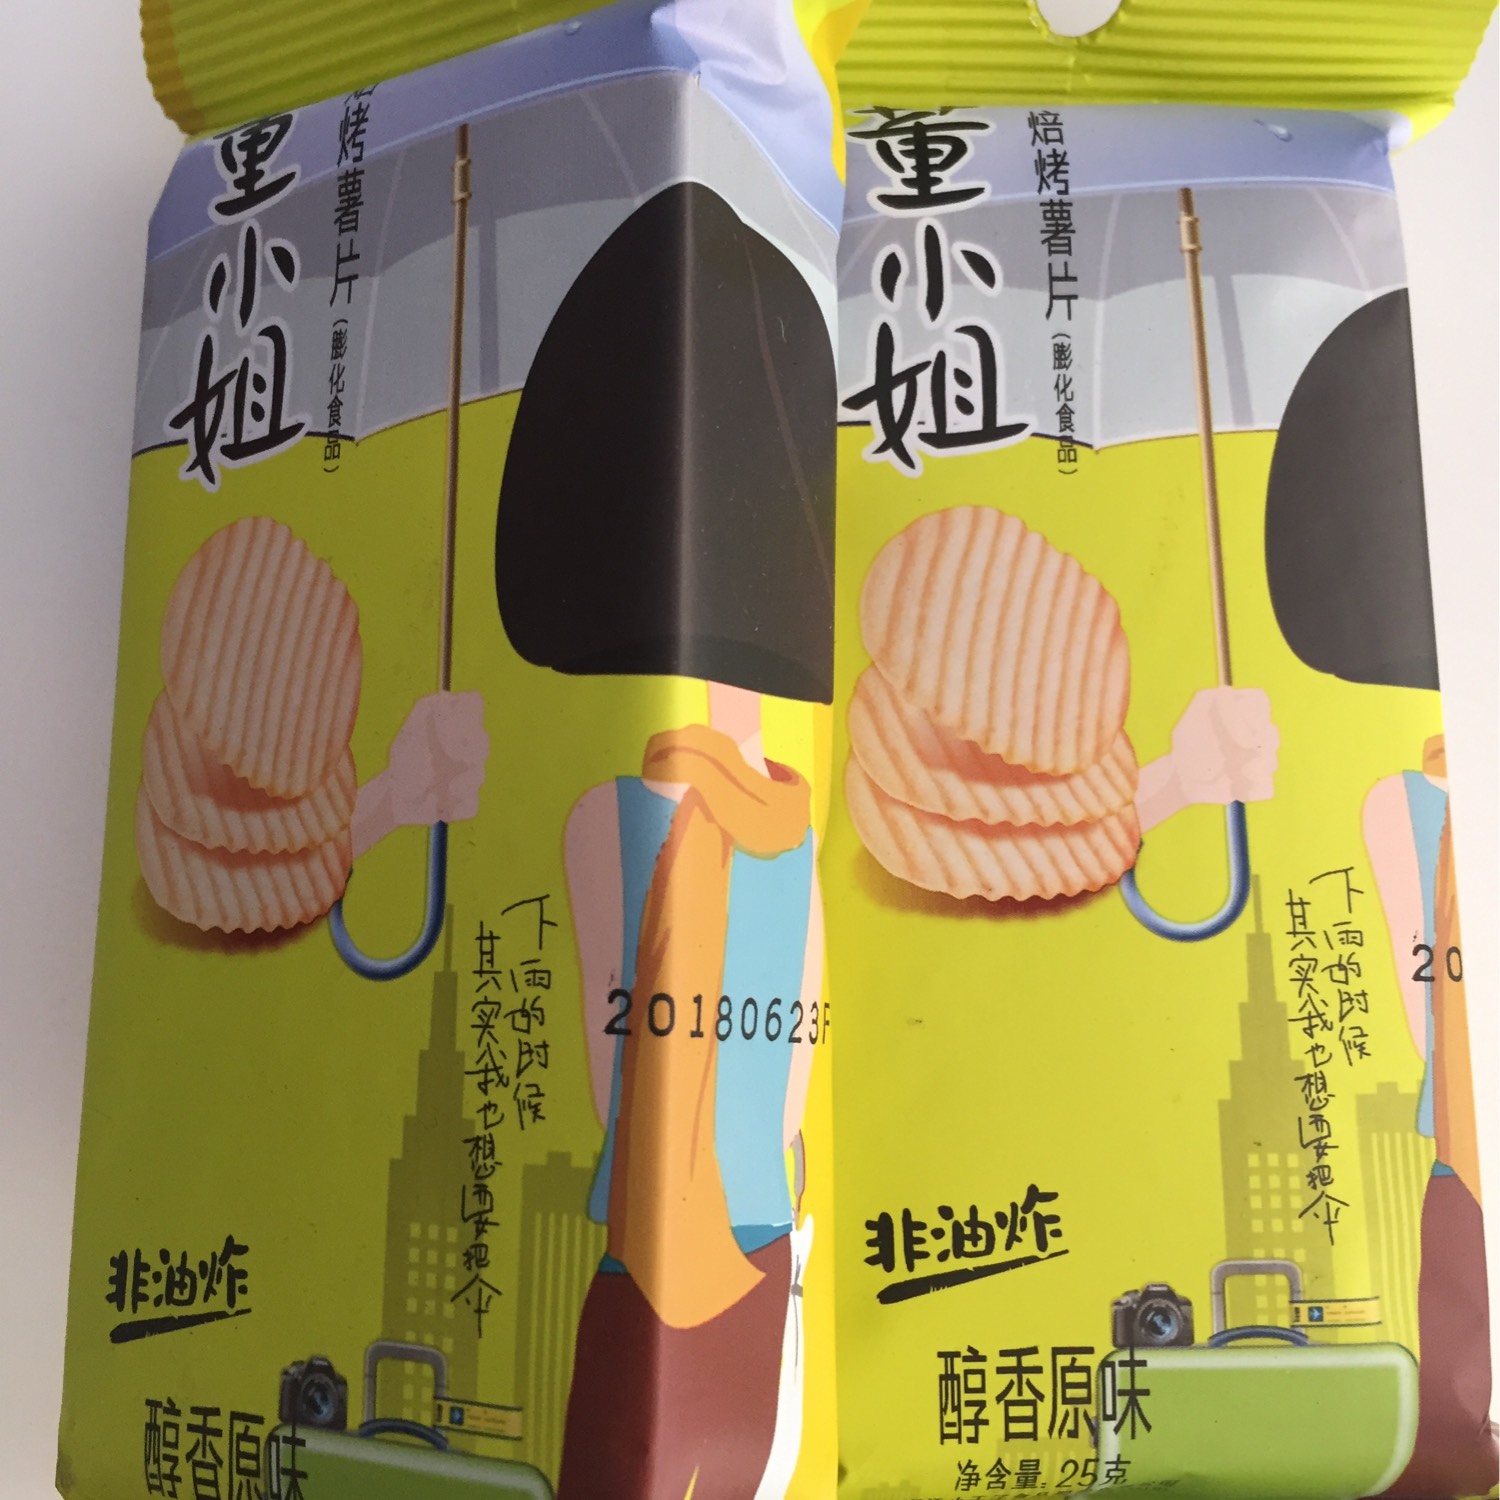 董小姐
烤薯片
(膨化食品)
下雨的时候
其实我也想要把伞
20180623F
非油炸
醇香原味
董小姐
焙烤薯片
(膨化食品)
下雨的时候
其实我也想要把伞
20
非油炸
醇香原味
净含量:25克